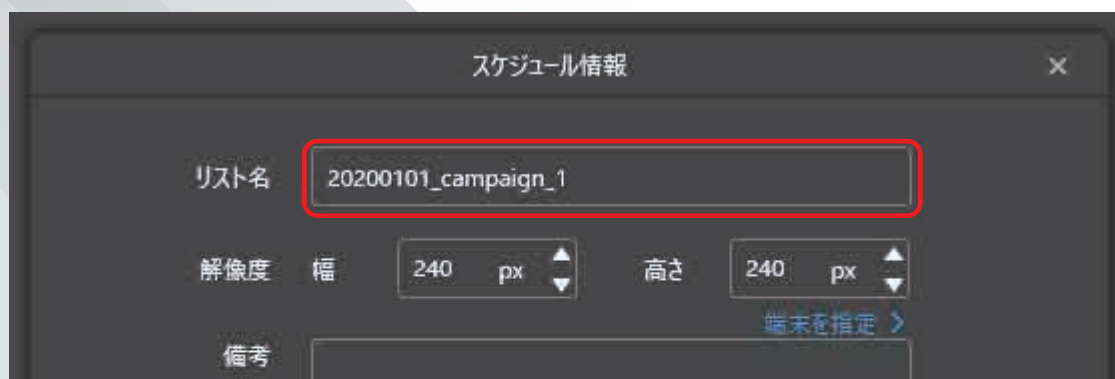 スケジュール情報 ×
リスト名 20200101_campaign_1
解像度 幅 240 px 高さ 240 px
端末を指定 >
備考